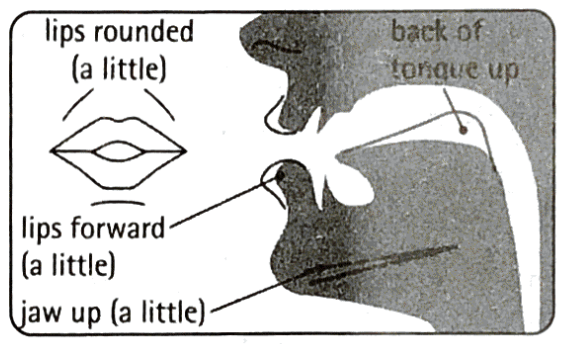 lips rounded
(a little)
back of
tongue up
lips forward
(a little)
jaw up (a little)